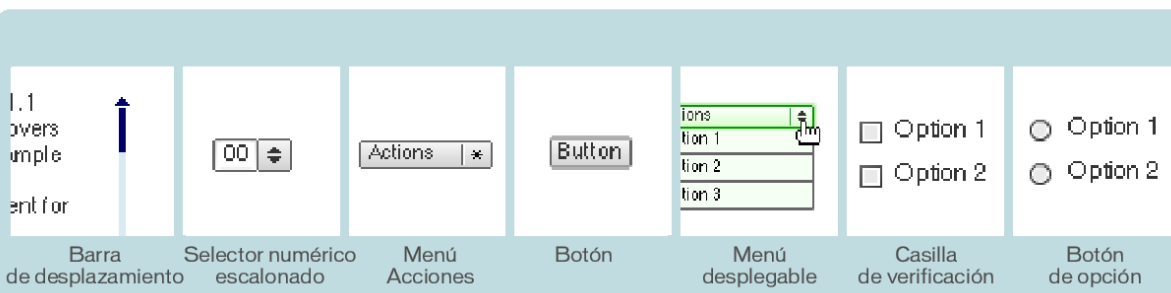 1.1
overs
ample
ent for
00
Actions
*
Button
ions
tion 1
tion 2
tion 3
Option 1
Option 2
Option 1
Option 2
Barra
de desplazamiento
Selector numérico
escalonado
Menú
Acciones
Botón
Menú
desplegable
Casilla
de verificación
Botón
de opción